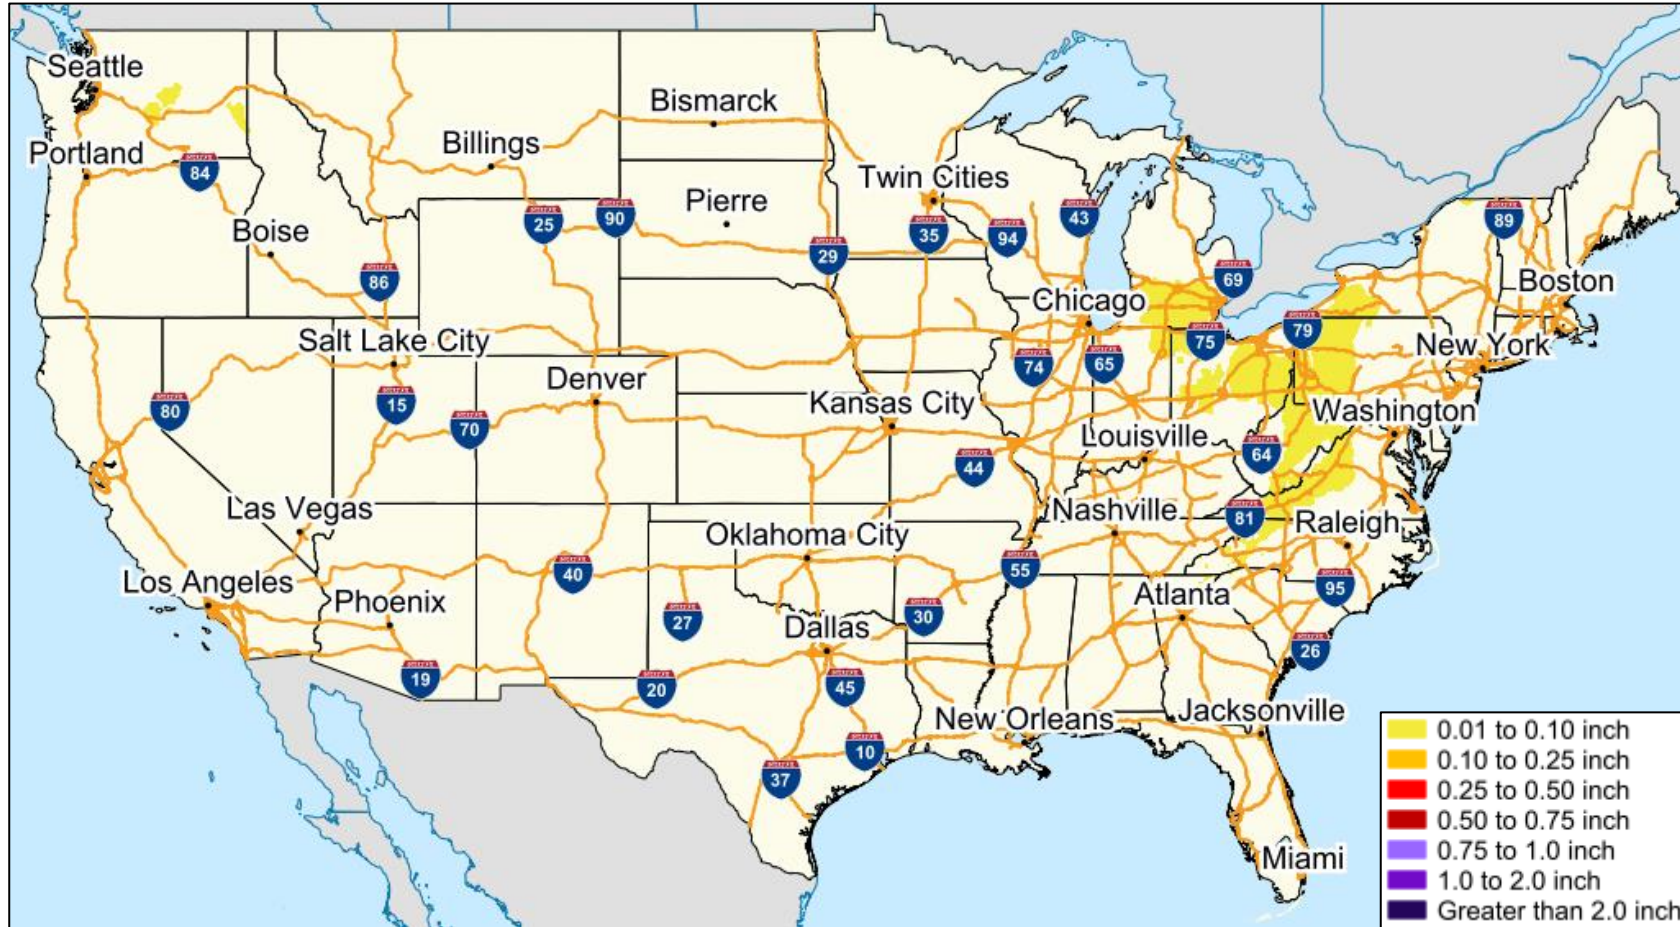 Seattle
Bismarck
Portland
Billings
84
Twin Cities
Pierre
25
90
43
89
35
94
Boise
29
86
69
Boston
Chicago
Salt Lake City
79
75
New York
74
65
Denver
15
80
Kansas City
Washington
70
Louisville
64
44
Las Vegas
Nashville
81
Raleigh
Oklahoma City
55
40
Los Angeles
95
Phoenix
Atlanta
30
27
Dallas
26
19
20
45
New Orleans
Jacksonville
10
37
Miami
0.01 to 0.10 inch
0.10 to 0.25 inch
0.25 to 0.50 inch
0.50 to 0.75 inch
0.75 to 1.0 inch
1.0 to 2.0 inch
Greater than 2.0 inch